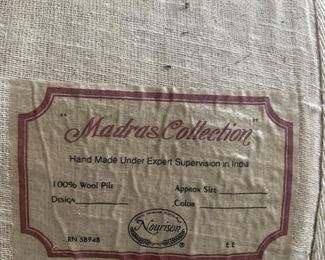 "Madras Collection"
Hand Made Under Expert Supervision in India
100% Wool Pile
Approx Size
Design
Color
Nourison
®
RN 58948
E E